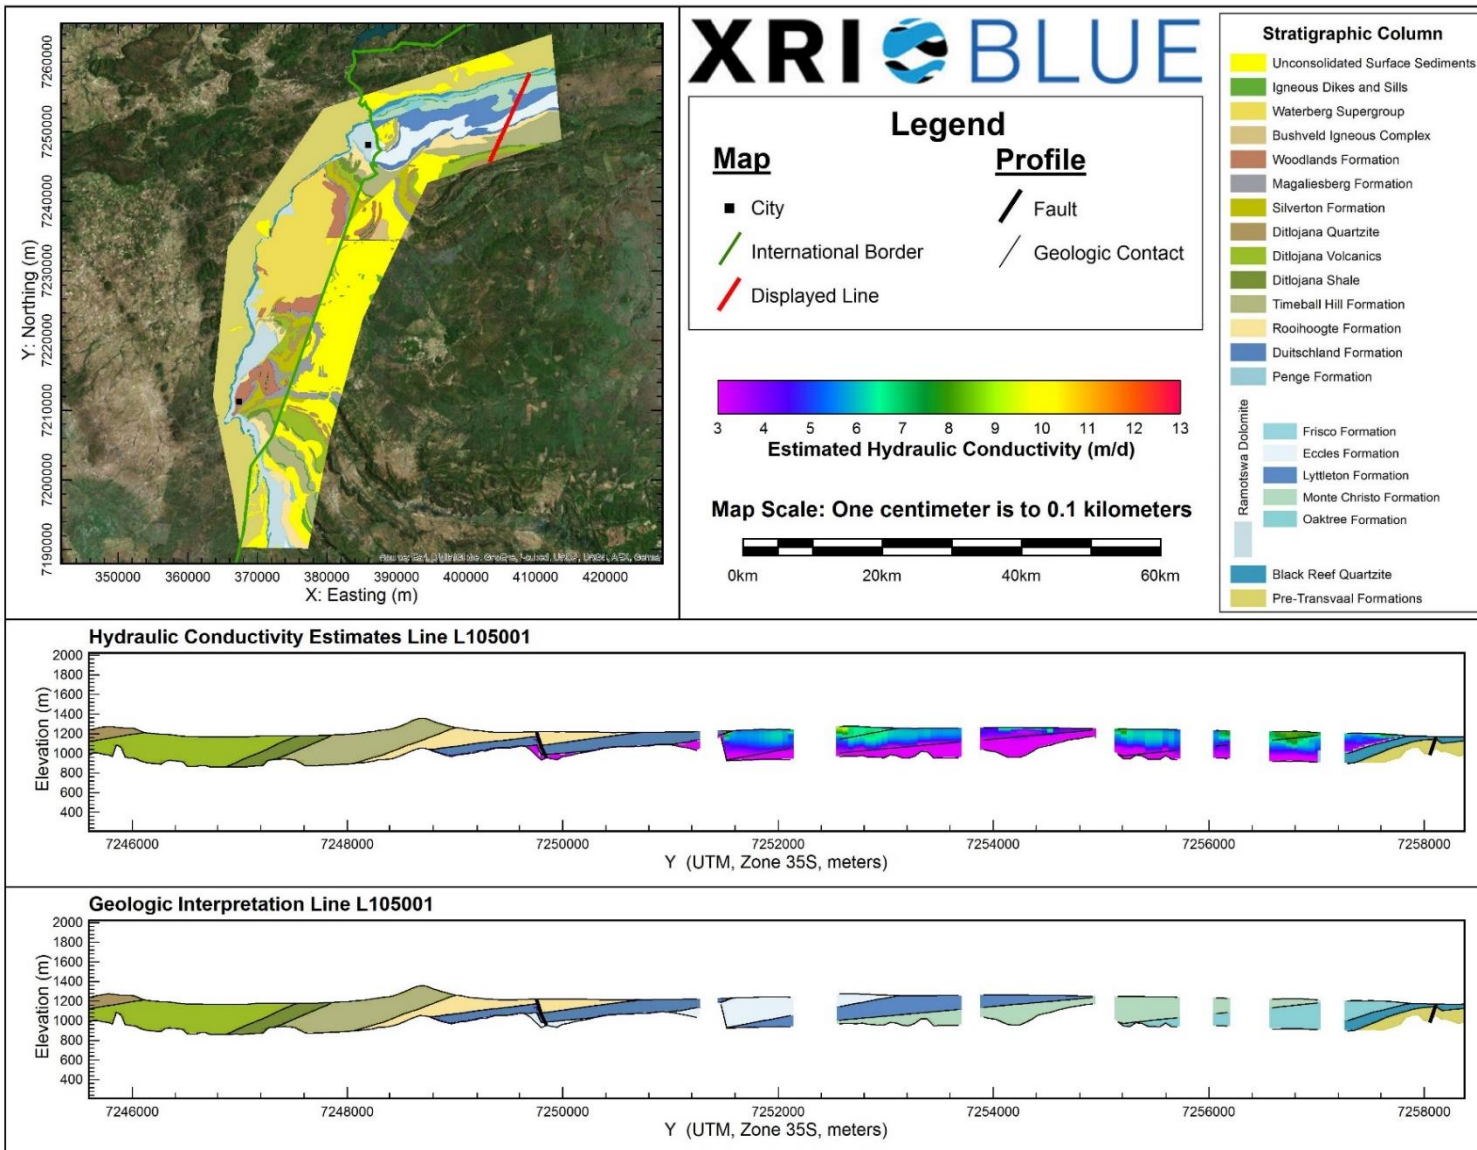 7260000
7250000
7240000
7230000
7220000
7210000
7200000
7190000
Y: Northing (m)
350000 360000 370000 380000 390000 400000 410000 420000
X: Easting (m)
XRI BLUE
Legend
Map
City
International Border
Displayed Line
Profile
Fault
Geologic Contact
3 4 5 6 7 8 9 10 11 12 13
Estimated Hydraulic Conductivity (m/d)
Map Scale: One centimeter is to 0.1 kilometers
0km 20km 40km 60km
Stratigraphic Column
Unconsolidated Surface Sediments
Igneous Dikes and Sills
Waterberg Supergroup
Bushveld Igneous Complex
Woodlands Formation
Magaliesberg Formation
Silverton Formation
Ditlojana Quartzite
Ditlojana Volcanics
Ditlojana Shale
Timeball Hill Formation
Rooihoogte Formation
Duitschland Formation
Penge Formation
Ramotswa Dolomite
Frisco Formation
Eccles Formation
Lyttleton Formation
Monte Christo Formation
Oaktree Formation
Black Reef Quartzite
Pre-Transvaal Formations
Hydraulic Conductivity Estimates Line L105001
2000
1800
1600
1400
1200
1000
800
600
400
Elevation (m)
7246000 7248000 7250000 7252000 7254000 7256000 7258000
Y (UTM, Zone 35S, meters)
Geologic Interpretation Line L105001
2000
1800
1600
1400
1200
1000
800
600
400
Elevation (m)
7246000 7248000 7250000 7252000 7254000 7256000 7258000
Y (UTM, Zone 35S, meters)